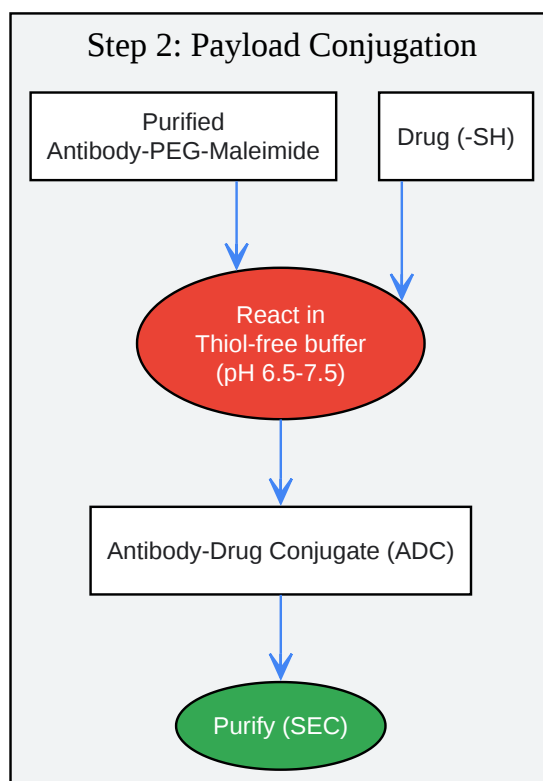 Step 2: Payload Conjugation
Purified
Antibody-PEG-Maleimide
Drug (-SH)
React in
Thiol-free buffer
(pH 6.5-7.5)
Antibody-Drug Conjugate (ADC)
Purify (SEC)